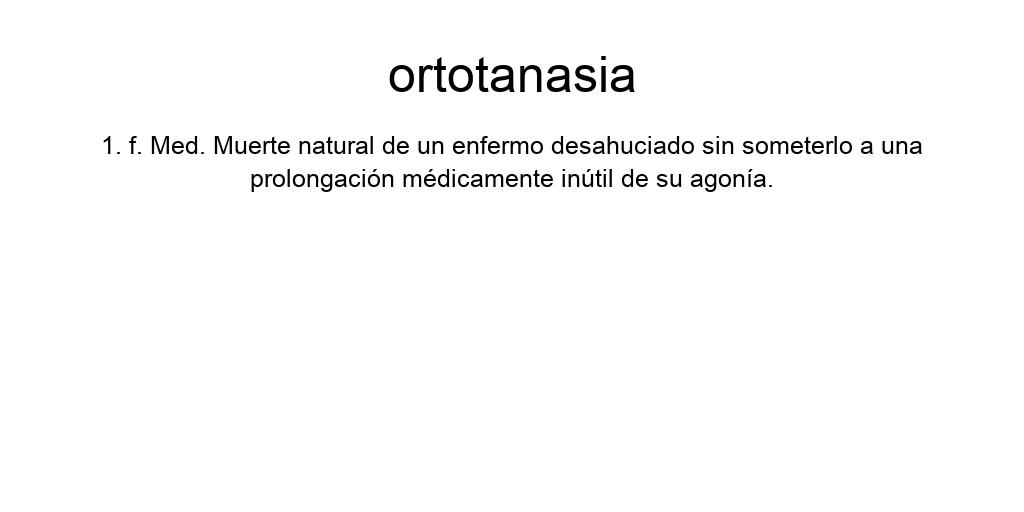 ortotanasia
1. f. Med. Muerte natural de un enfermo desahuciado sin someterlo a una
prolongación médicamente inútil de su agonía.